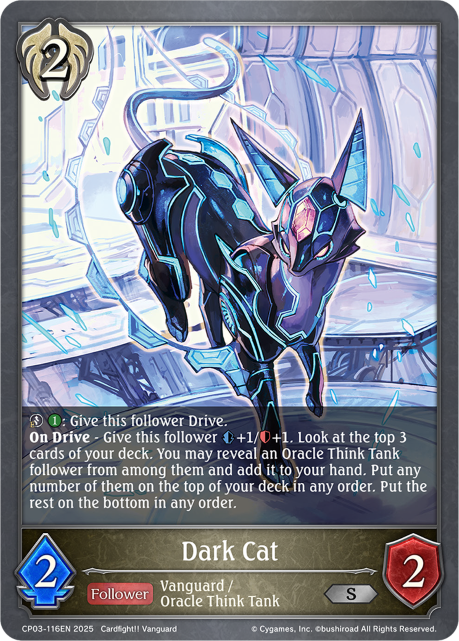 2
1 : Give this follower Drive.
On Drive - Give this follower +1/+1. Look at the top 3
cards of your deck. You may reveal an Oracle Think Tank
follower from among them and add it to your hand. Put any
number of them on the top of your deck in any order. Put the
rest on the bottom in any order.
Dark Cat
2
Follower
Vanguard /
Oracle Think Tank
S
2
CP03-116EN 2025 Cardfight!! Vanguard © Cygames, Inc. ©bushiroad All Rights Reserved.